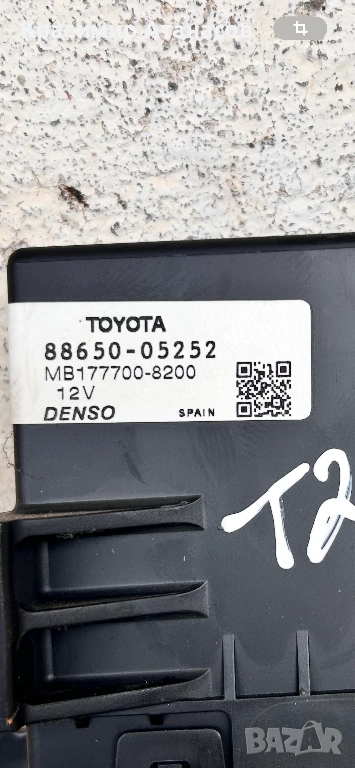 TOYOTA
88650-05252
MB177700-8200
12V
DENSO SPAIN
T2
BAZAR